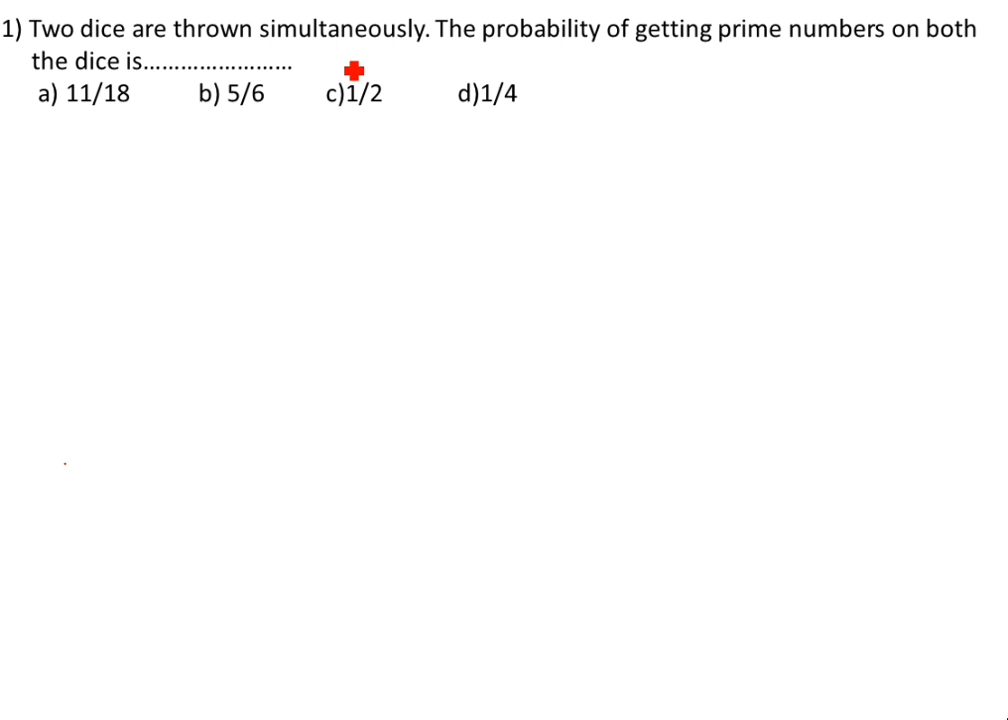 1) Two dice are thrown simultaneously. The probability of getting prime numbers on both
the dice is........................
a) 11/18 b) 5/6 c)1/2 d)1/4